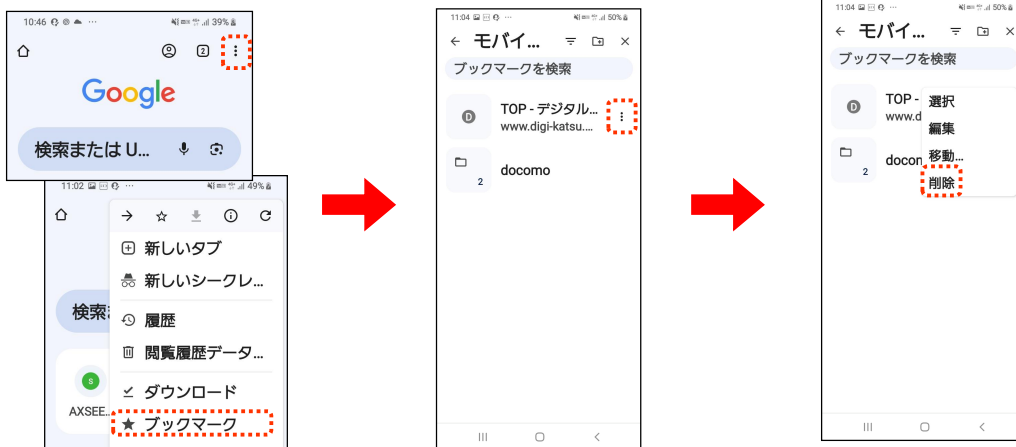 10:46
39%
2
Google
検索または U...
11:02
49%
新しいタブ
新しいシークレ...
検索ま
履歴
閲覧履歴データ...
S
AXSEE...
ダウンロード
ブックマーク
11:04
50%
モバイ...
ブックマークを検索
D
TOP - デジタル...
www.digi-katsu....
docomo
2
11:04
50%
モバイ...
ブックマークを検索
D
TOP -
www.d
選択
編集
移動...
削除
docon
2